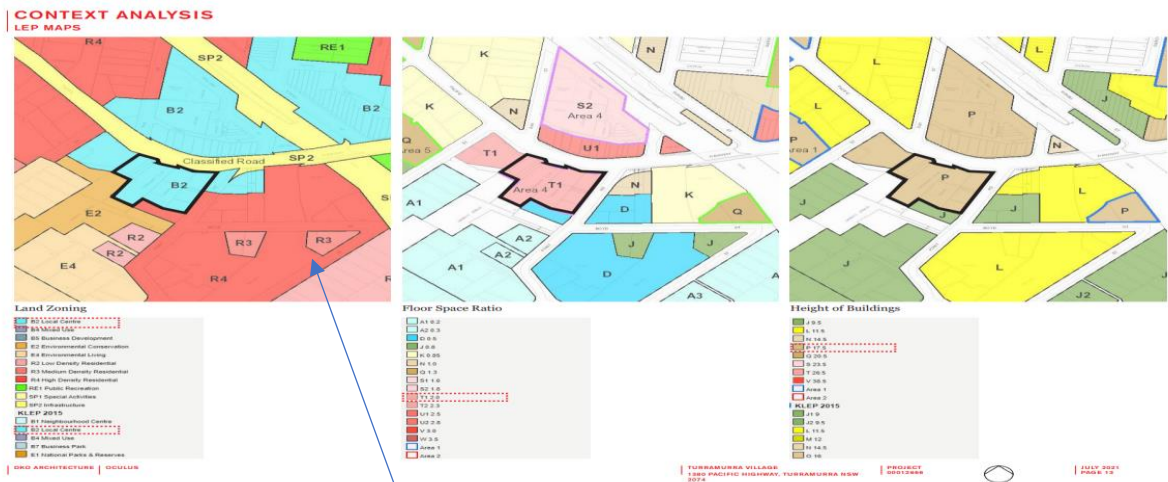 CONTEXT ANALYSIS
LEP MAPS
R4
SP2
RE1
B2
B2
Classified Road
SP2
B2
E2
R2
R2
R3
R3
E4
R4
K
N
K
N
S2
Area 4
Q
T1
U1
Area 4
T1
N
K
A1
D
Q
A2
A2
J
J
A1
D
A3
L
L
P
J
L
P
N
P
J
J
L
P
J
L
J2
Land Zoning
B2 Local Centre
B4 Mixed Use
B5 Business Development
E2 Environmental Conservation
E4 Environmental Living
R2 Low Density Residential
R3 Medium Density Residential
R4 High Density Residential
RE1 Public Recreation
SP1 Special Activities
SP2 Infrastructure
KLEP 2015
B1 Neighbourhood Centre
B2 Local Centre
B4 Mixed Use
B7 Business Park
E1 National Parks & Reserves
Floor Space Ratio
A1 0.2
A2 0.3
D 0.5
J 0.8
K 0.85
N 1.0
Q 1.3
S1 1.6
S2 1.8
T1 2.0
T2 2.3
U1 2.5
U2 2.8
V 3.0
W 3.5
Area 1
Area 2
Height of Buildings
J 9.5
L 11.5
N 14.5
P 17.5
Q 20.5
S 23.5
T 26.5
Area 1
Area 2
KLEP 2015
J1 9
J2 9.5
L 11.5
M 12
N 14.5
O 16
DKO ARCHITECTURE | OCULUS
TURRAMURRA VILLAGE
1380 PACIFIC HIGHWAY, TURRAMURRA NSW
2074
PROJECT
JULY 2021
PAGE 13